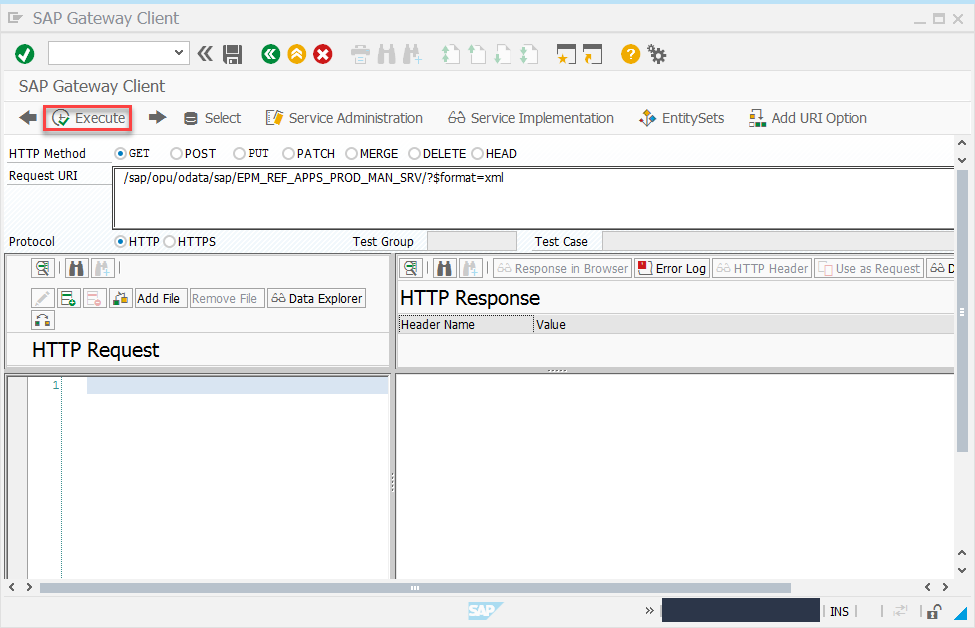 SAP Gateway Client
SAP Gateway Client
Execute Select Service Administration Service Implementation EntitySets Add URI Option
HTTP Method GET POST PUT PATCH MERGE DELETE HEAD
Request URI /sap/opu/odata/sap/EPM_REF_APPS_PROD_MAN_SRV/?$format=xml
Protocol HTTP HTTPS Test Group Test Case
Response in Browser Error Log HTTP Header Use as Request D
Add File Remove File Data Explorer
HTTP Response
Header Name Value
HTTP Request
1
SAP INS